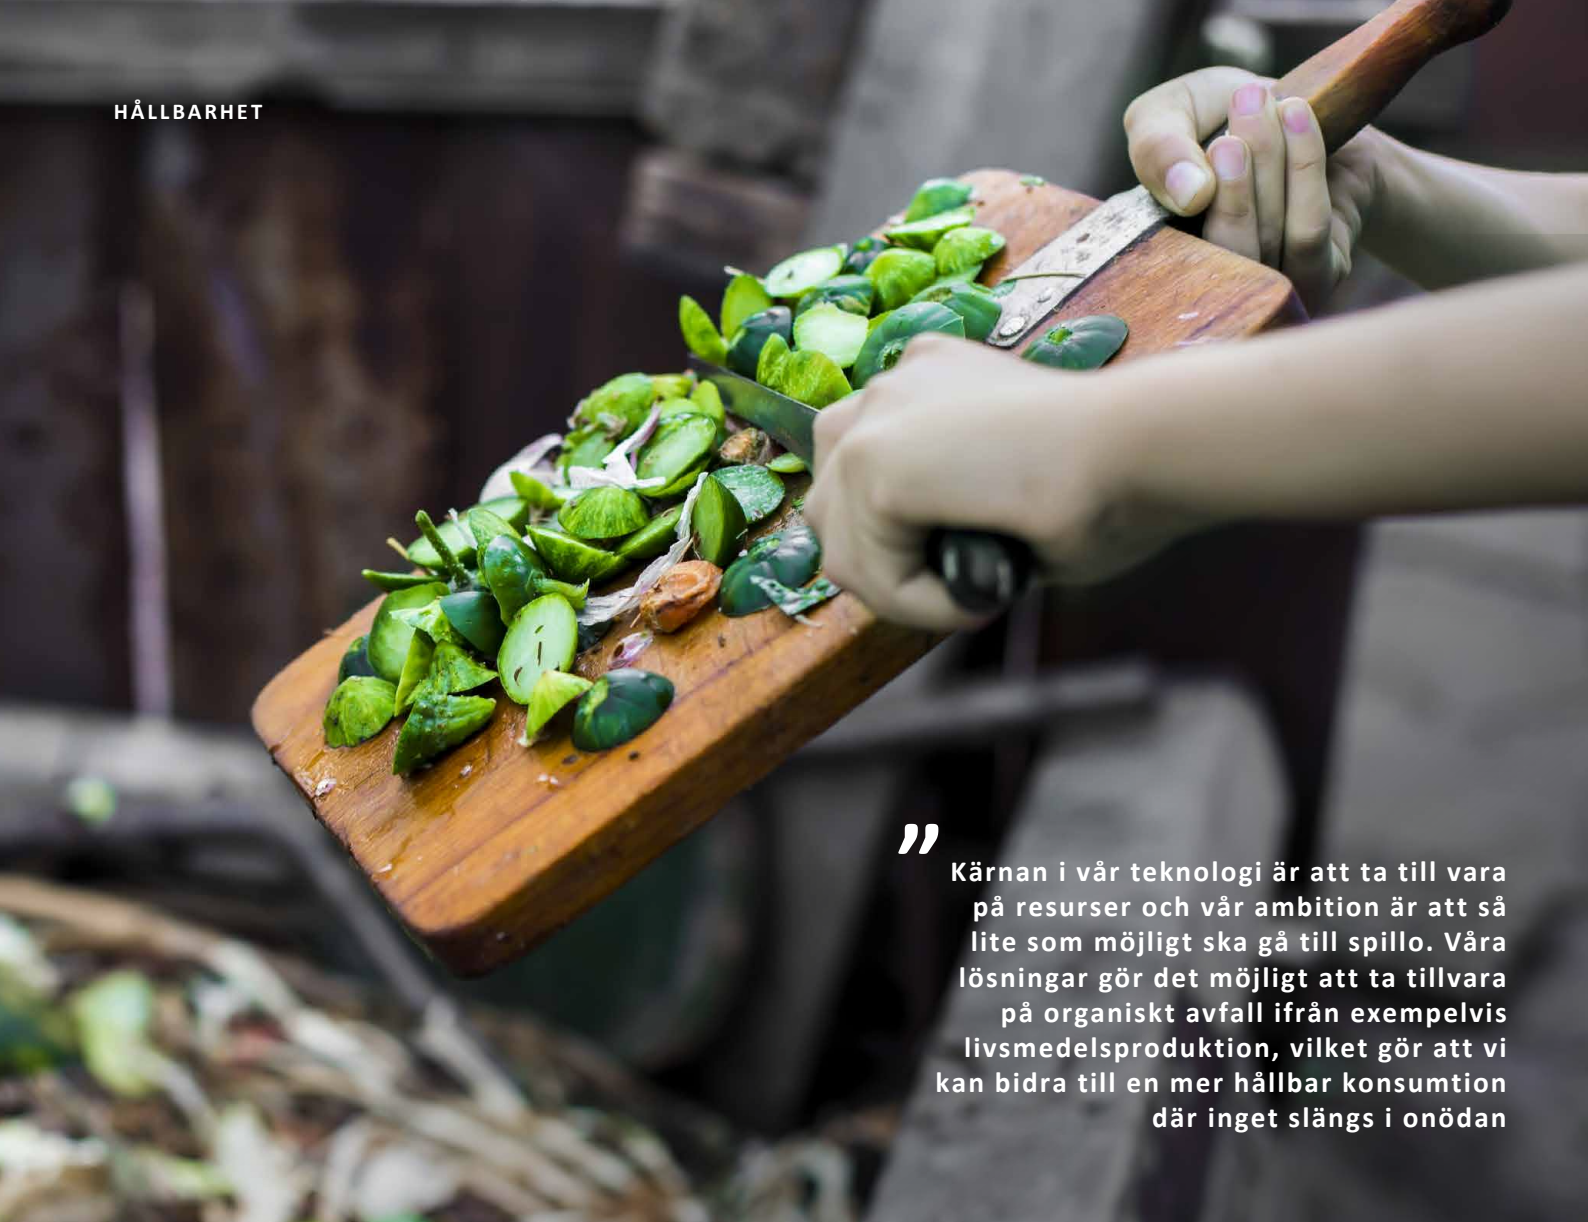 HÅLLBARHET
”
Kärnan i vår teknologi är att ta till vara
på resurser och vår ambition är att så
lite som möjligt ska gå till spillo. Våra
lösningar gör det möjligt att ta tillvara
på organiskt avfall ifrån exempelvis
livsmedelsproduktion, vilket gör att vi
kan bidra till en mer hållbar konsumtion
där inget slängs i onödan